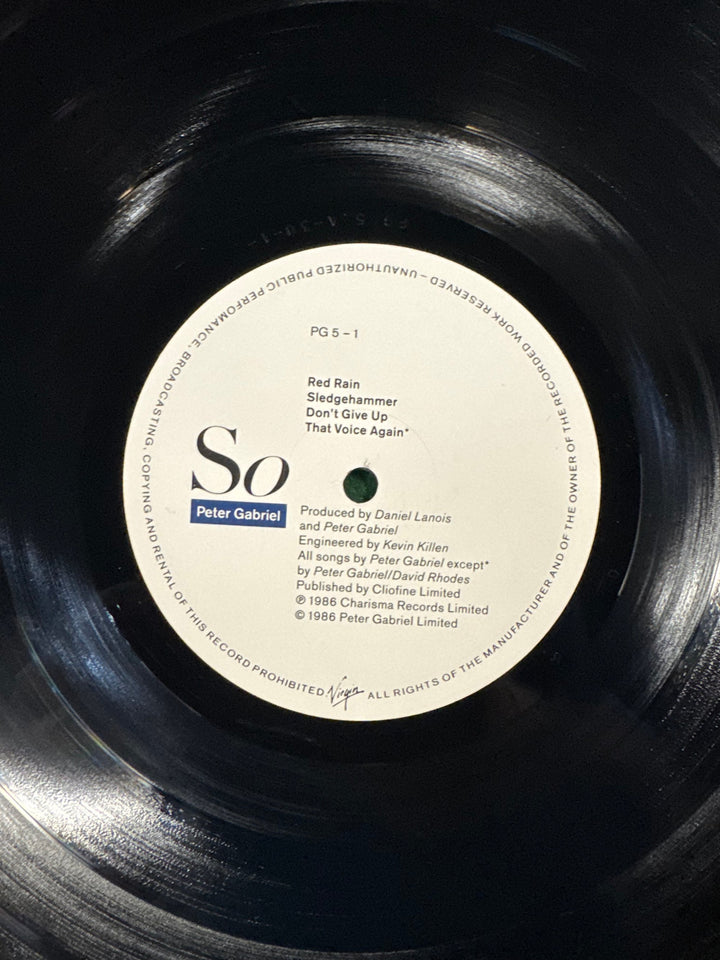 PG 5 – 1
Red Rain
Sledgehammer
Don't Give Up
That Voice Again*
So
Peter Gabriel
Produced by Daniel Lanois
and Peter Gabriel
Engineered by Kevin Killen
All songs by Peter Gabriel except*
by Peter Gabriel/David Rhodes
Published by Cliofine Limited
℗ 1986 Charisma Records Limited
© 1986 Peter Gabriel Limited
ALL RIGHTS OF THE MANUFACTURER AND OF THE OWNER OF THE RECORDED WORK RESERVED – UNAUTHORIZED PUBLIC PERFOMANCE, BROADCASTING, COPYING AND RENTAL OF THIS RECORD PROHIBITED
Virgin